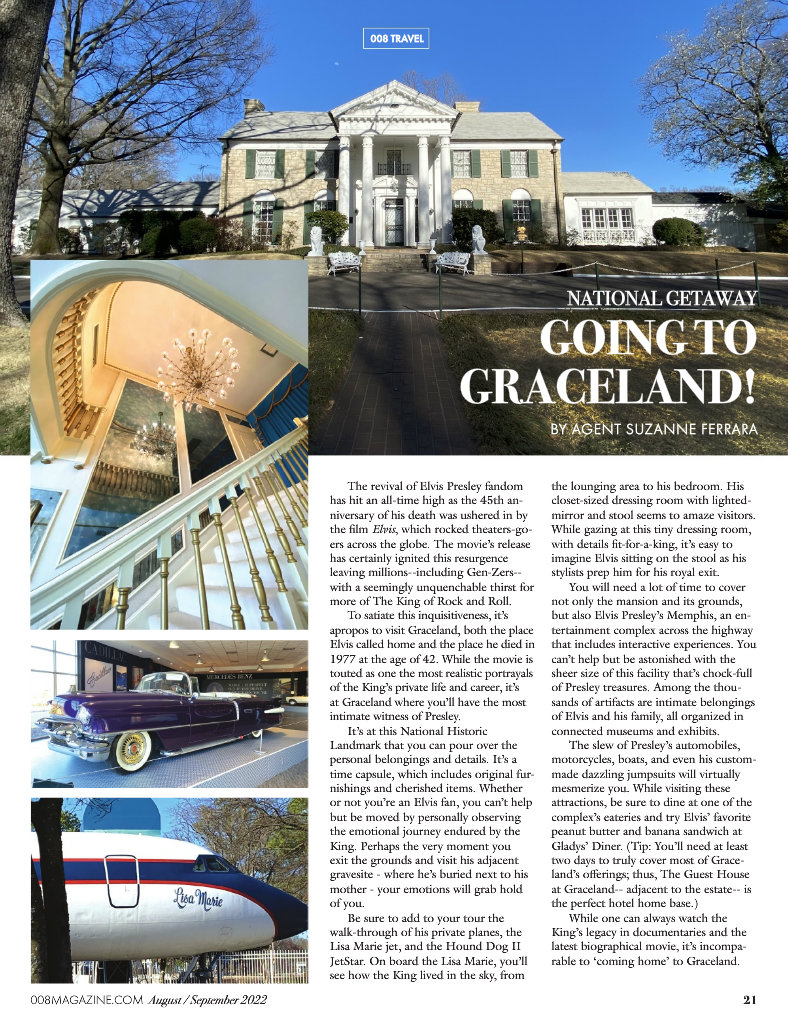 008 TRAVEL
NATIONAL GETAWAY
GOING TO
GRACELAND!
BY AGENT SUZANNE FERRARA
CADILLAC
Cadillac
MERCEDES BENZ
Lisa Marie
The revival of Elvis Presley fandom
has hit an all-time high as the 45th an-
niversary of his death was ushered in by
the film Elvis, which rocked theaters-go-
ers across the globe. The movie's release
has certainly ignited this resurgence
leaving millions--including Gen-Zers--
with a seemingly unquenchable thirst for
more of The King of Rock and Roll.
To satiate this inquisitiveness, it's
apropos to visit Graceland, both the place
Elvis called home and the place he died in
1977 at the age of 42. While the movie is
touted as one the most realistic portrayals
of the King's private life and career, it's
at Graceland where you'll have the most
intimate witness of Presley.
It's at this National Historic
Landmark that you can pour over the
personal belongings and details. It's a
time capsule, which includes original fur-
nishings and cherished items. Whether
or not you're an Elvis fan, you can't help
but be moved by personally observing
the emotional journey endured by the
King. Perhaps the very moment you
exit the grounds and visit his adjacent
gravesite - where he's buried next to his
mother - your emotions will grab hold
of you.
Be sure to add to your tour the
walk-through of his private planes, the
Lisa Marie jet, and the Hound Dog II
JetStar. On board the Lisa Marie, you'll
see how the King lived in the sky, from
the lounging area to his bedroom. His
closet-sized dressing room with lighted-
mirror and stool seems to amaze visitors.
While gazing at this tiny dressing room,
with details fit-for-a-king, it's easy to
imagine Elvis sitting on the stool as his
stylists prep him for his royal exit.
You will need a lot of time to cover
not only the mansion and its grounds,
but also Elvis Presley's Memphis, an en-
tertainment complex across the highway
that includes interactive experiences. You
can't help but be astonished with the
sheer size of this facility that's chock-full
of Presley treasures. Among the thou-
sands of artifacts are intimate belongings
of Elvis and his family, all organized in
connected museums and exhibits.
The slew of Presley's automobiles,
motorcycles, boats, and even his custom-
made dazzling jumpsuits will virtually
mesmerize you. While visiting these
attractions, be sure to dine at one of the
complex's eateries and try Elvis' favorite
peanut butter and banana sandwich at
Gladys' Diner. (Tip: You'll need at least
two days to truly cover most of Grace-
land's offerings; thus, The Guest House
at Graceland-- adjacent to the estate-- is
the perfect hotel home base.)
While one can always watch the
King's legacy in documentaries and the
latest biographical movie, it's incompa-
rable to 'coming home' to Graceland.
008MAGAZINE.COM August / September 2022
21